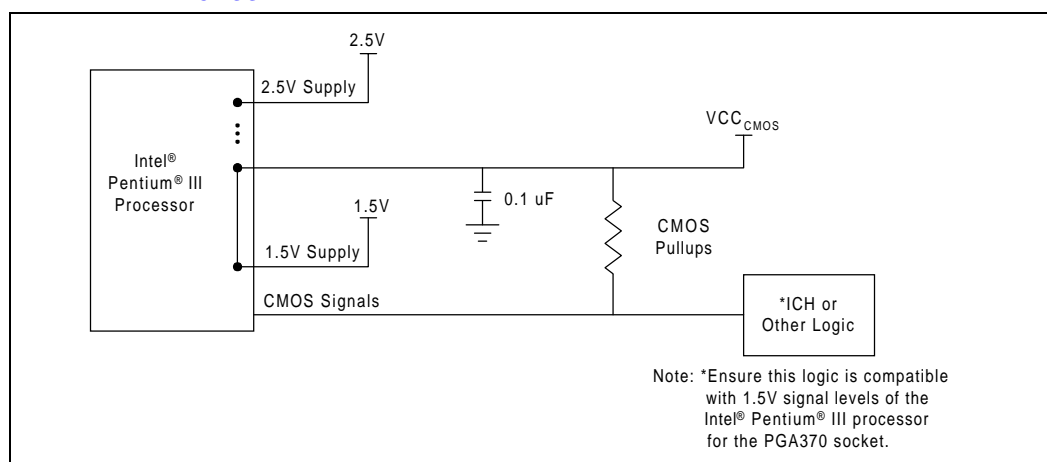 2.5V
2.5V Supply
VCC_CMOS
Intel®
Pentium® III
Processor
0.1 uF
1.5V
CMOS
Pullups
1.5V Supply
CMOS Signals
*ICH or
Other Logic
Note: *Ensure this logic is compatible
with 1.5V signal levels of the
Intel® Pentium® III processor
for the PGA370 socket.